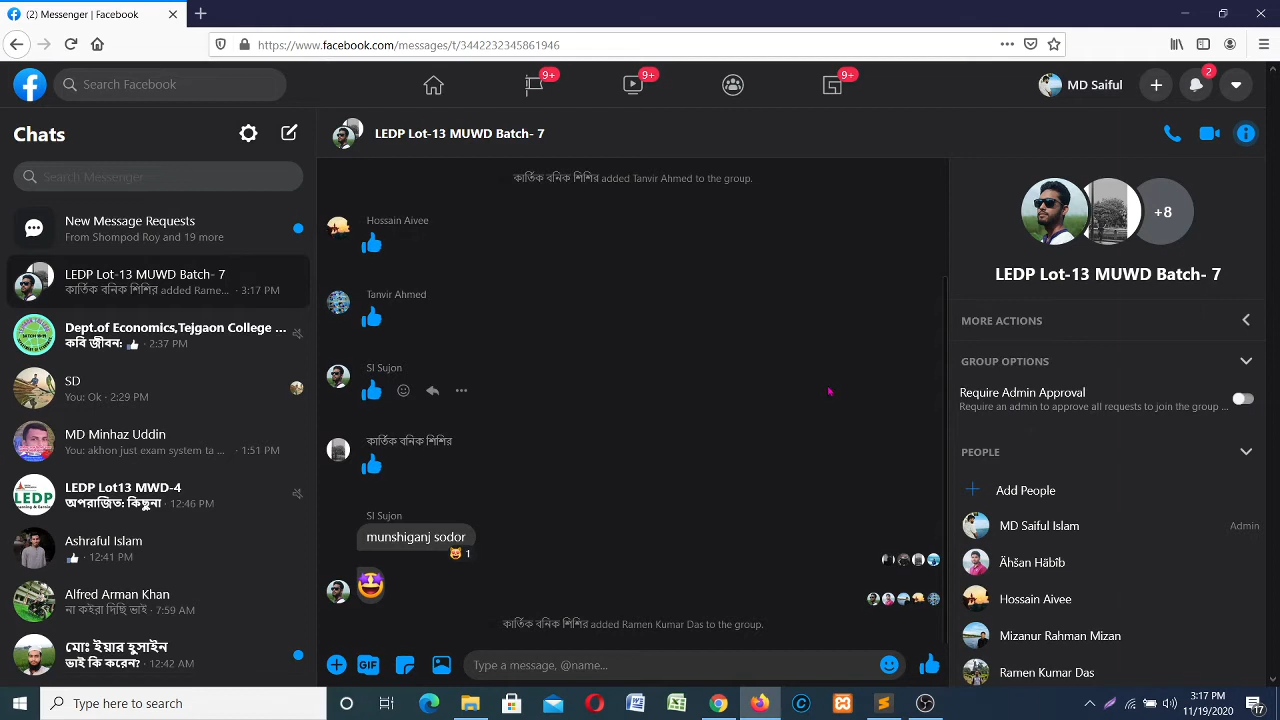 (2) Messenger | Facebook
https://www.facebook.com/messages/t/3442232345861946
Search Facebook
9+
9+
9+
MD Saiful
2
Chats
Search Messenger
New Message Requests
From Shompod Roy and 19 more
LEDP Lot-13 MUWD Batch- 7
কার্তিক বনিক শিশির added Rame... · 3:17 PM
Dept.of Economics,Tejgaon College ...
কবি জীবন: 👍 · 2:37 PM
SD
You: Ok · 2:29 PM
MD Minhaz Uddin
You: akhon just exam system ta ... · 1:51 PM
LEDP Lot13 MWD-4
অপরাজিত: কিছুনা · 12:46 PM
LEDP
Ashraful Islam
👍 · 12:41 PM
Alfred Arman Khan
না কইরা দিছি ভাই · 7:59 AM
মোঃ ইয়ার হুসাইন
ভাই কি করেন? · 12:42 AM
LEDP Lot-13 MUWD Batch- 7
কার্তিক বনিক শিশির added Tanvir Ahmed to the group.
Hossain Aivee
Tanvir Ahmed
SI Sujon
কার্তিক বনিক শিশির
SI Sujon
munshiganj sodor
1
কার্তিক বনিক শিশির added Ramen Kumar Das to the group.
GIF
Type a message, @name...
+8
LEDP Lot-13 MUWD Batch- 7
MORE ACTIONS
GROUP OPTIONS
Require Admin Approval
Require an admin to approve all requests to join the group ...
PEOPLE
Add People
MD Saiful Islam
Admin
Ähšan Häbîb
Hossain Aivee
Mizanur Rahman Mizan
Ramen Kumar Das
Type here to search
3:17 PM
11/19/2020
17